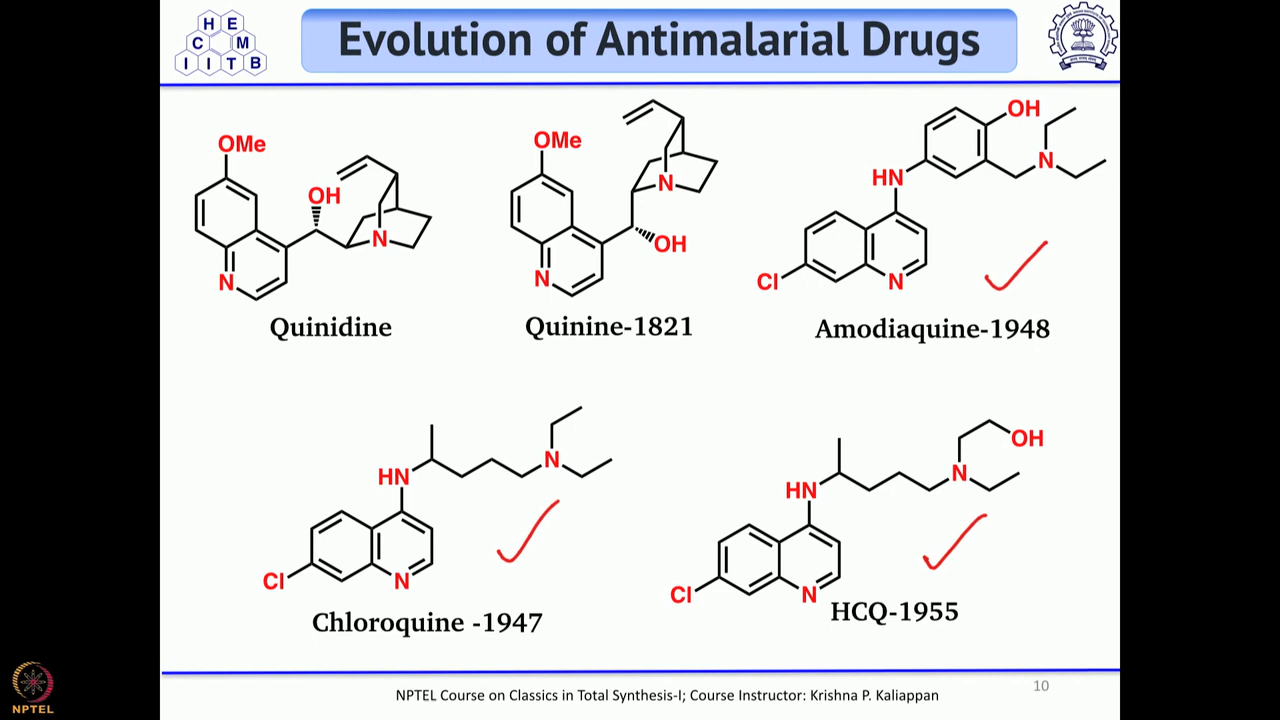 H E
C M
I I T B
Evolution of Antimalarial Drugs
OMe
OH
N
N
Quinidine
OMe
N
OH
N
Quinine-1821
OH
N
HN
Cl
N
Amodiaquine-1948
N
HN
Cl
N
Chloroquine -1947
OH
N
HN
Cl
N
HCQ-1955
10
NPTEL Course on Classics in Total Synthesis-I; Course Instructor: Krishna P. Kaliappan
NPTEL